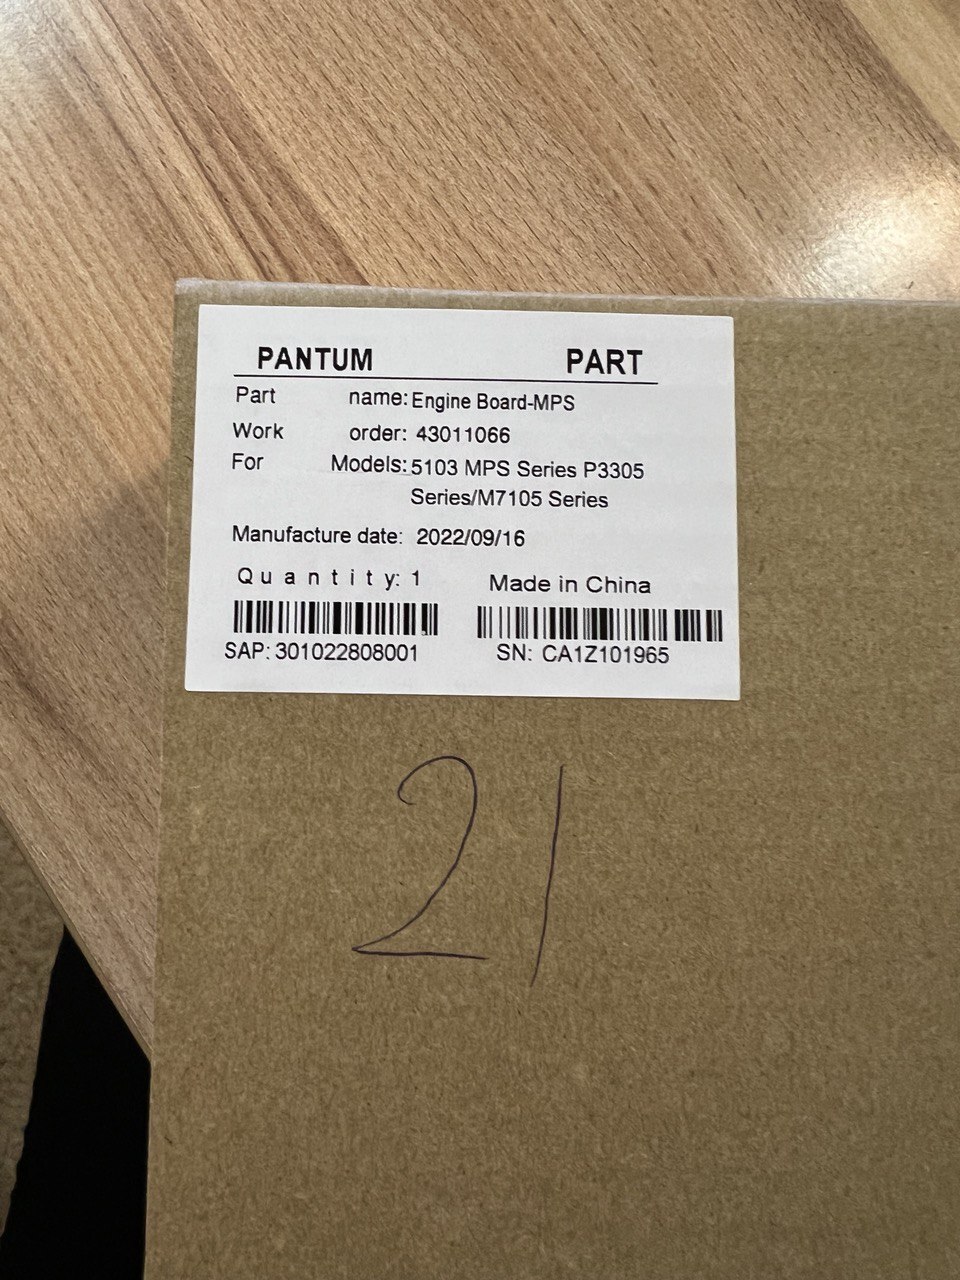 PANTUM PART
Part name: Engine Board-MPS
Work order: 43011066
For Models: 5103 MPS Series P3305
Series/M7105 Series
Manufacture date: 2022/09/16
Quantity: 1 Made in China
SAP: 301022808001 SN: CA1Z101965
21